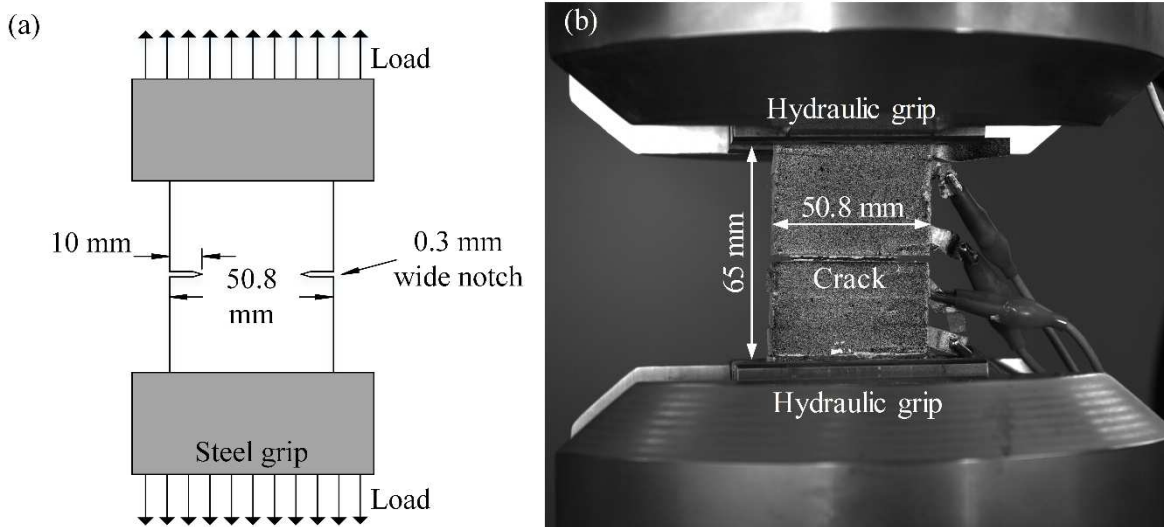 (a)
Load
10 mm
0.3 mm
wide notch
50.8
mm
Steel grip
Load
(b)
Hydraulic grip
50.8 mm
65 mm
Crack
Hydraulic grip